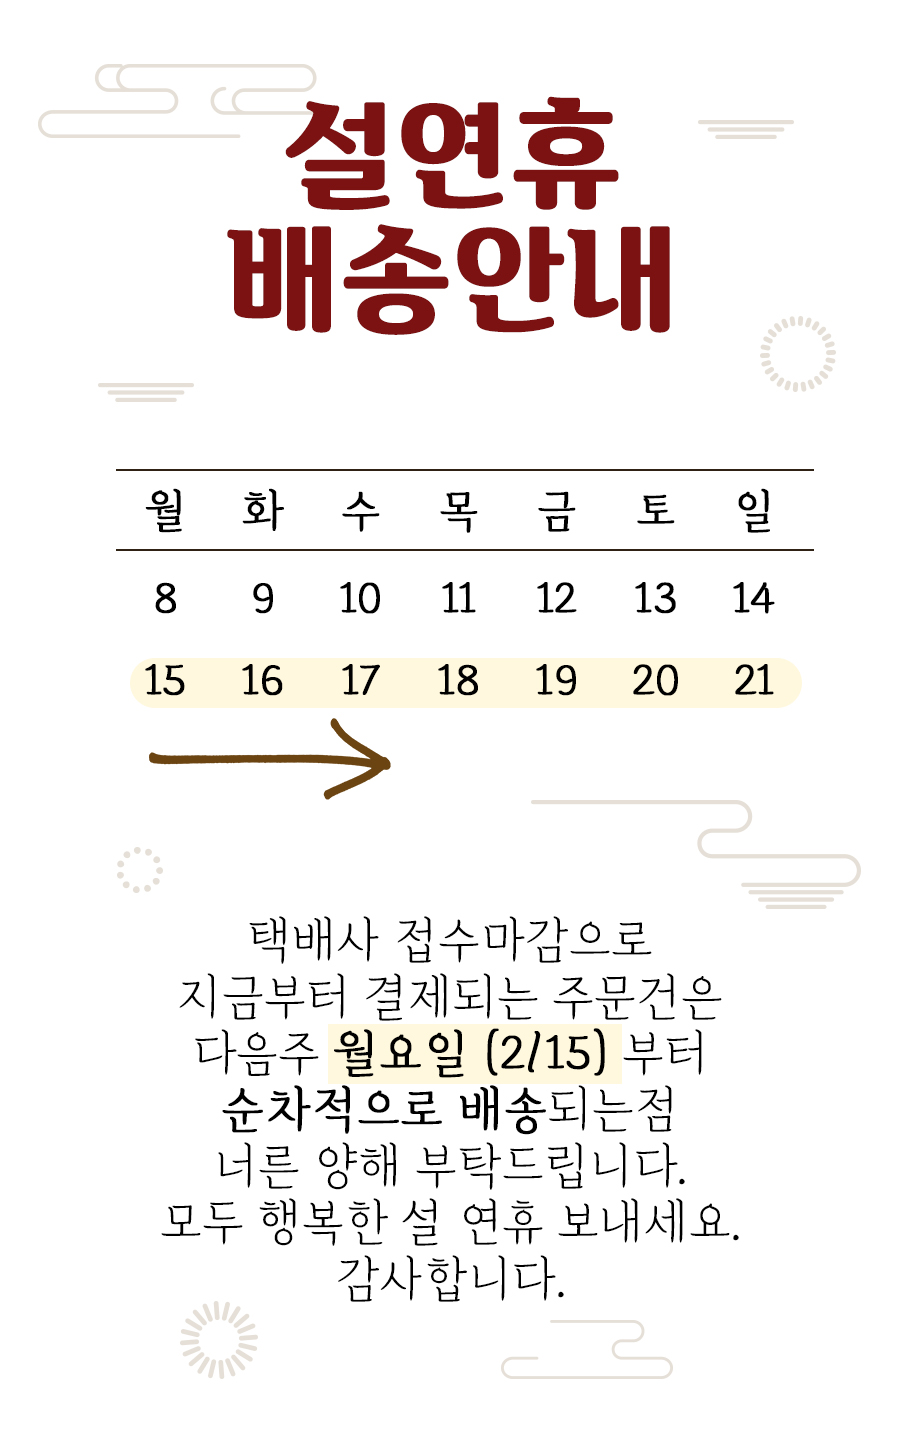 설연휴
배송안내
월 화 수 목 금 토 일
8 9 10 11 12 13 14
15 16 17 18 19 20 21
택배사 접수마감으로
지금부터 결제되는 주문건은
다음주 월요일 (2/15) 부터
순차적으로 배송되는점
너른 양해 부탁드립니다.
모두 행복한 설 연휴 보내세요.
감사합니다.